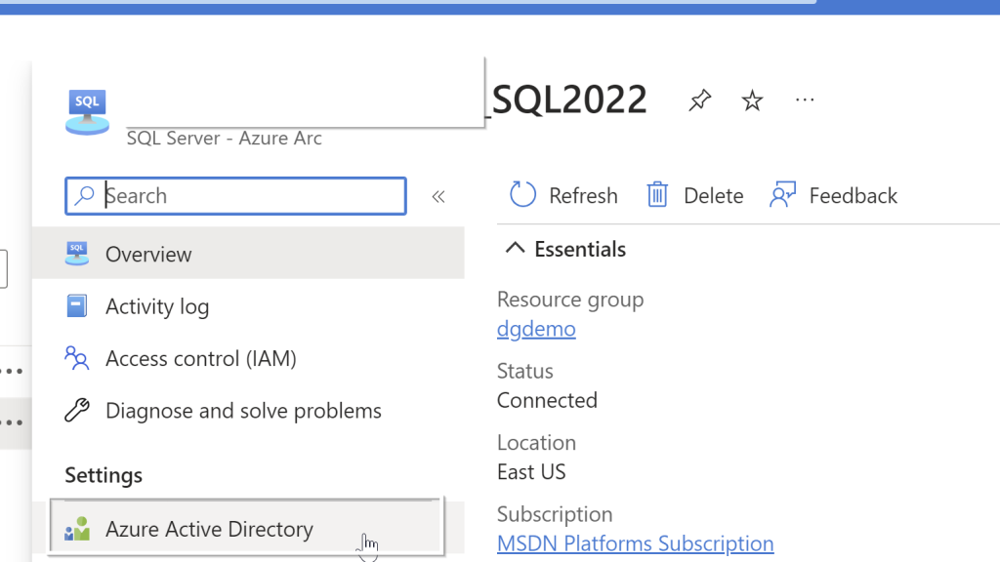 SQL
_SQL2022
SQL Server - Azure Arc
Search
«
Refresh
Delete
Feedback
SQL
Overview
Activity log
Access control (IAM)
Diagnose and solve problems
Settings
Azure Active Directory
Essentials
Resource group
dgdemo
Status
Connected
Location
East US
Subscription
MSDN Platforms Subscription